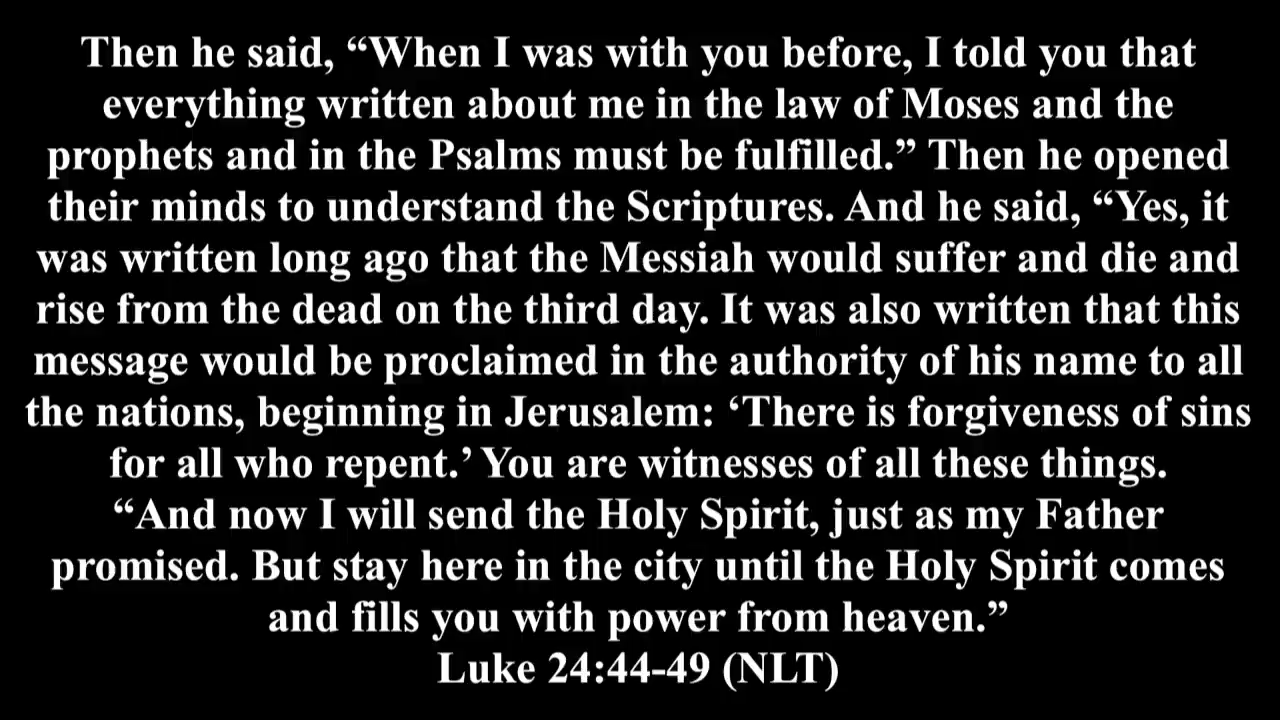 Then he said, “When I was with you before, I told you that
everything written about me in the law of Moses and the
prophets and in the Psalms must be fulfilled.” Then he opened
their minds to understand the Scriptures. And he said, “Yes, it
was written long ago that the Messiah would suffer and die and
rise from the dead on the third day. It was also written that this
message would be proclaimed in the authority of his name to all
the nations, beginning in Jerusalem: ‘There is forgiveness of sins
for all who repent.’ You are witnesses of all these things.
“And now I will send the Holy Spirit, just as my Father
promised. But stay here in the city until the Holy Spirit comes
and fills you with power from heaven.”
Luke 24:44-49 (NLT)